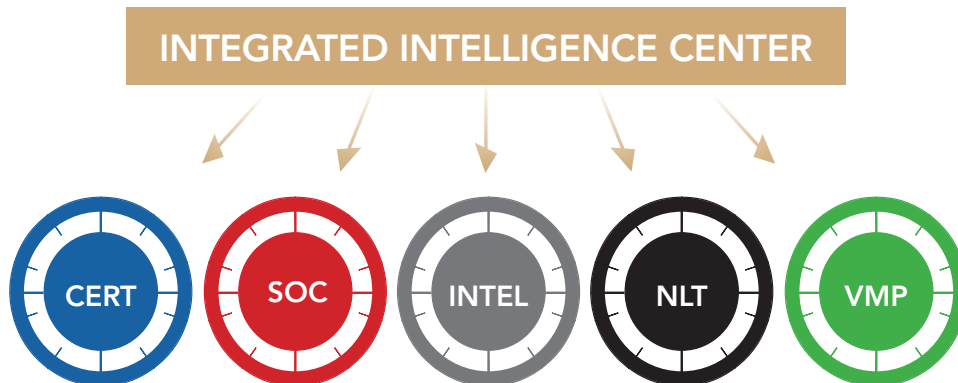 INTEGRATED INTELLIGENCE CENTER
CERT
SOC
INTEL
NLT
VMP